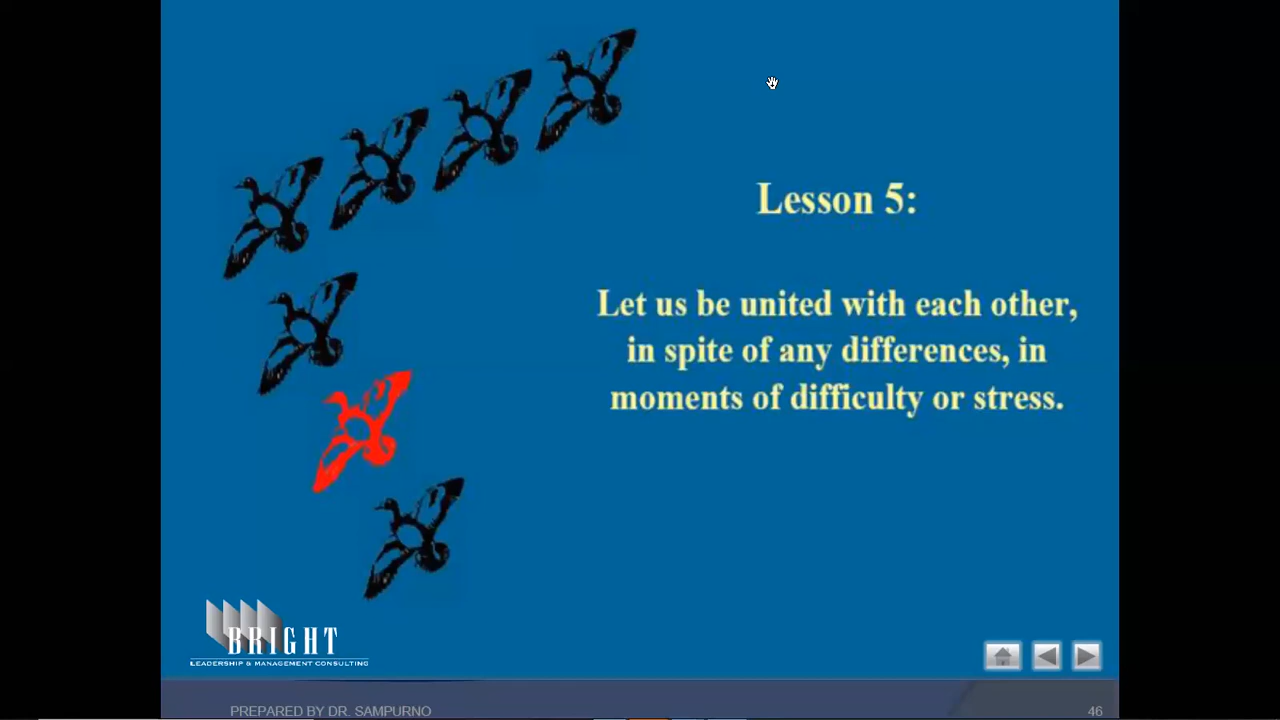 Lesson 5:
Let us be united with each other,
in spite of any differences, in
moments of difficulty or stress.
BRIGHT
LEADERSHIP & MANAGEMENT CONSULTING
PREPARED BY DR. SAMPURNO
46